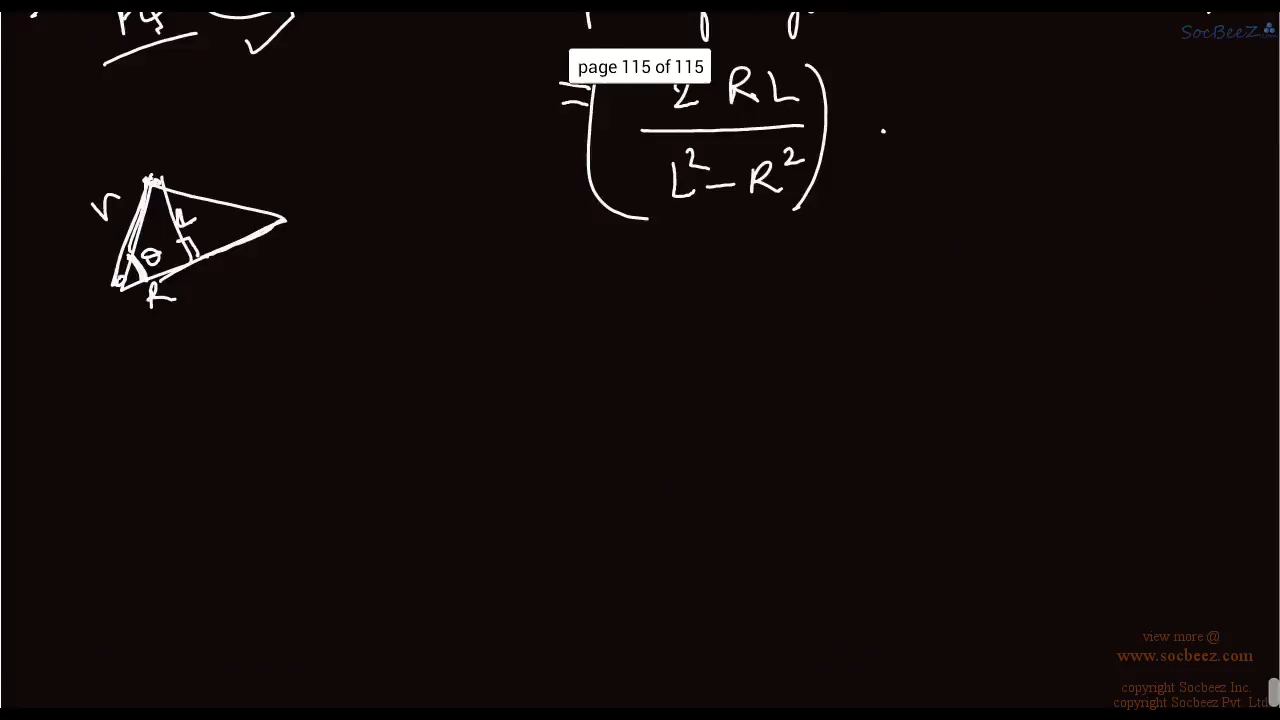 SocBeeZ
page 115 of 115
= ( 2 R L
L² - R² ) .
r
θ
R
view more @
www.socbeez.com
copyright Socbeez Inc.
copyright Socbeez Pvt. Ltd